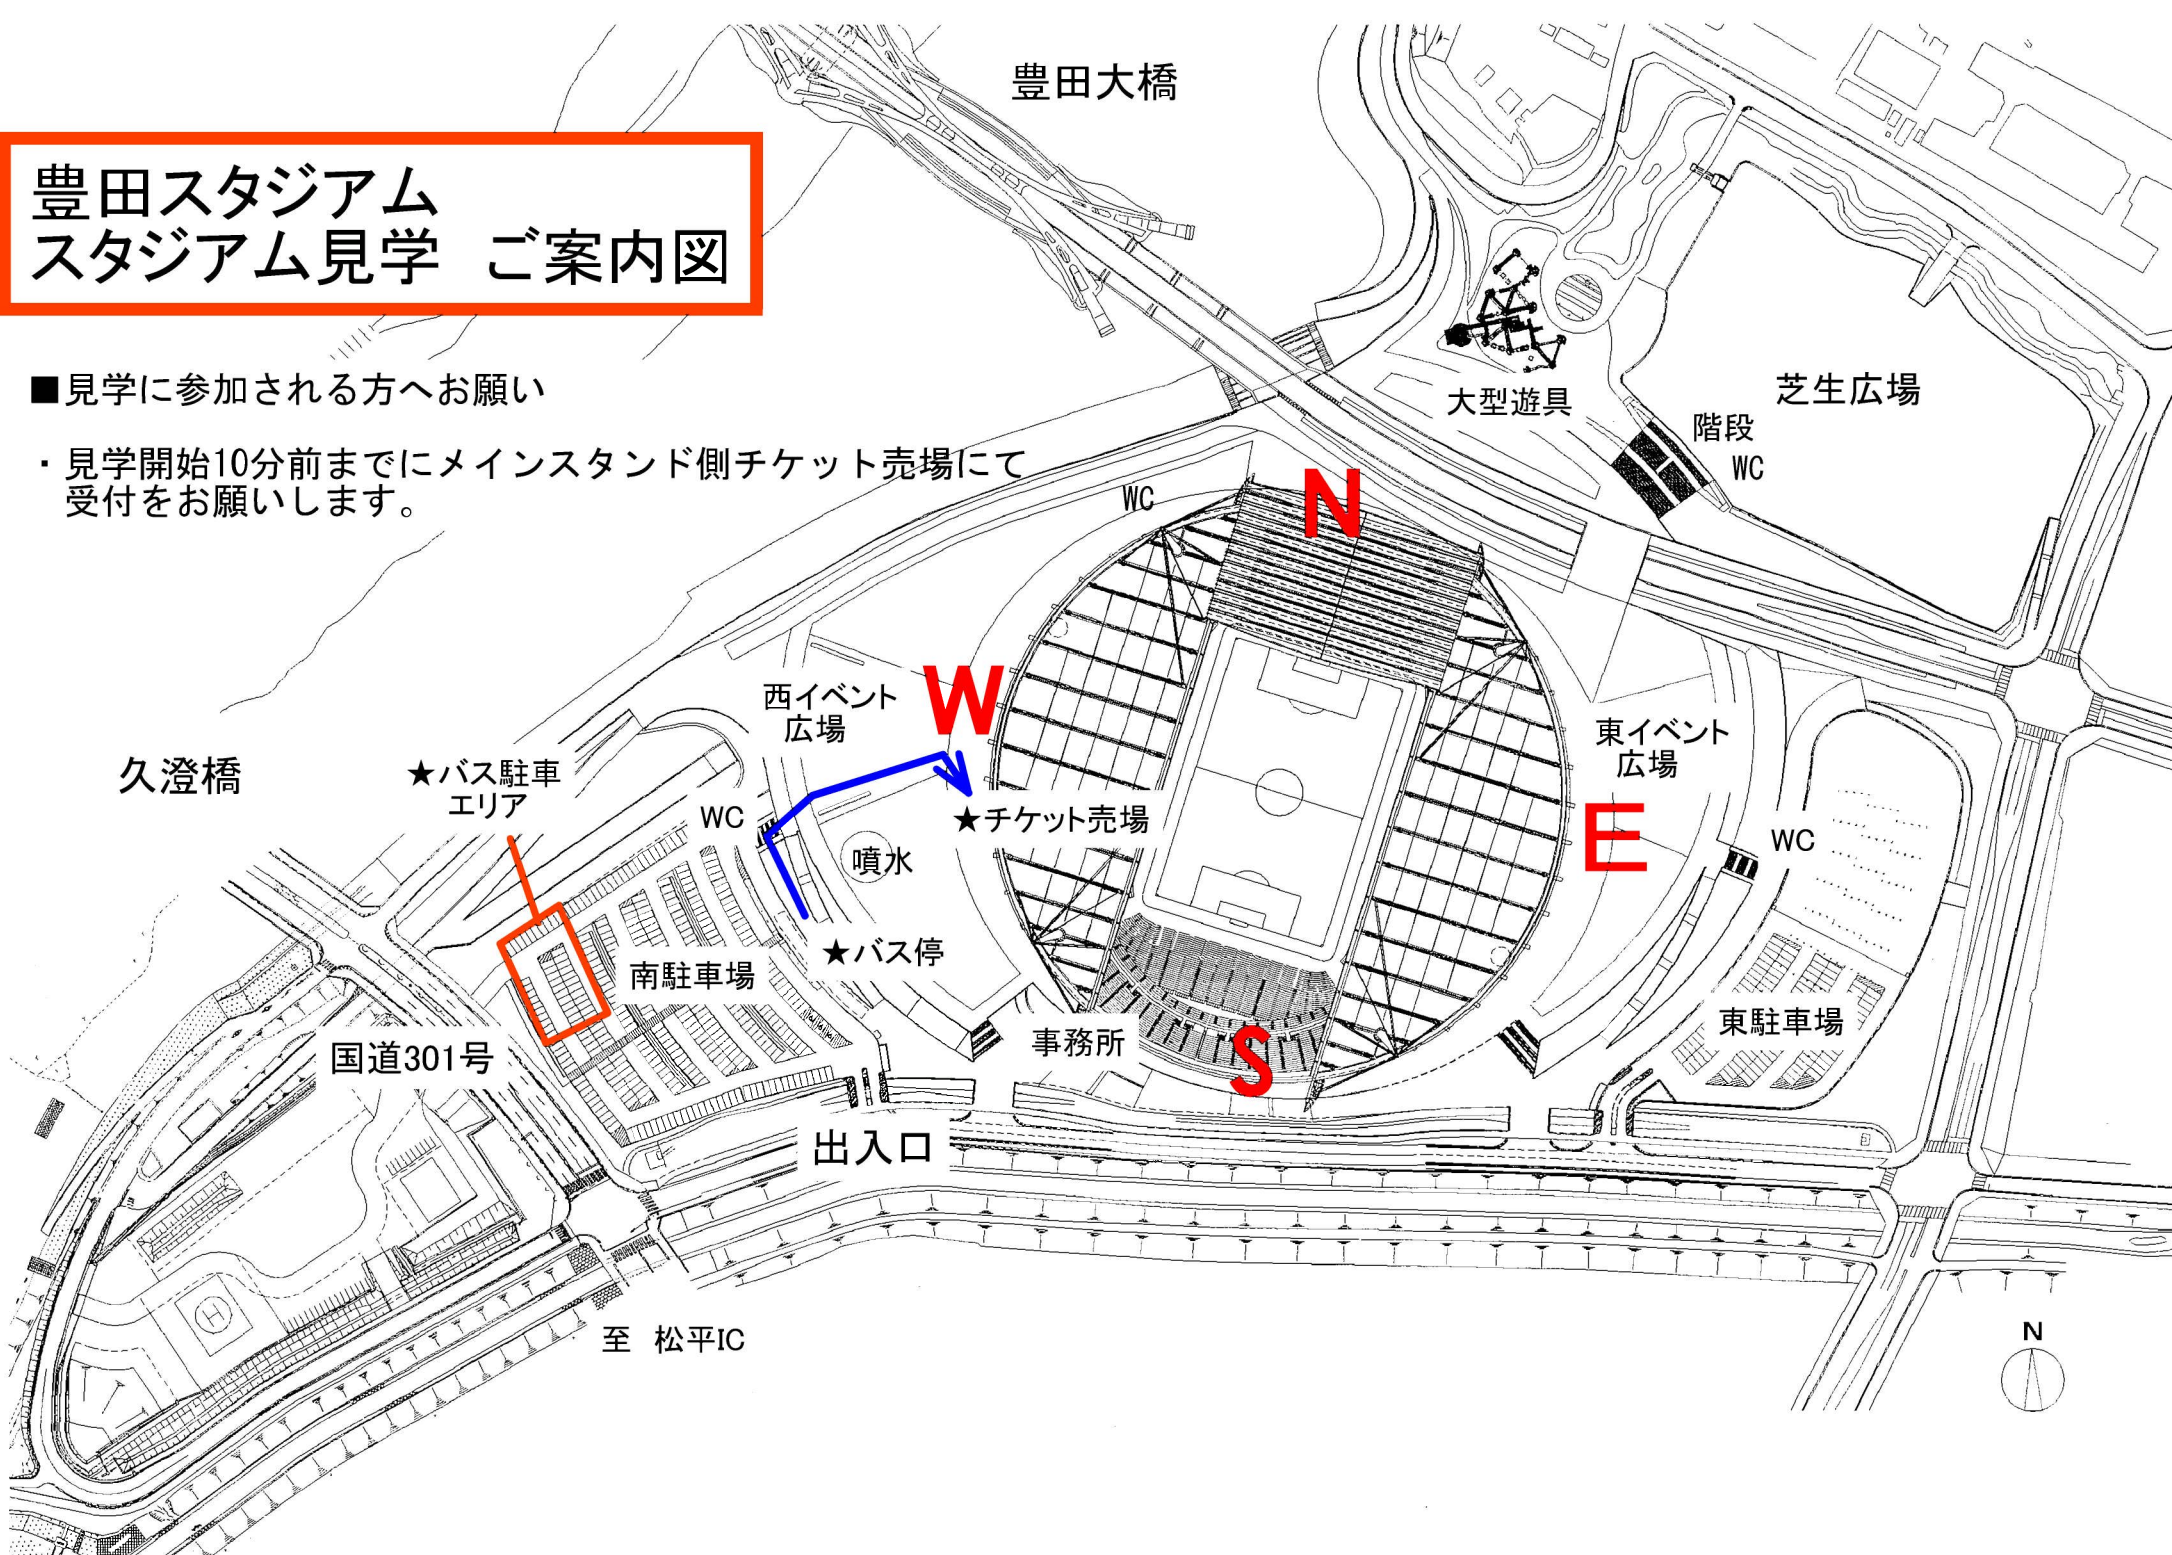 豊田大橋
豊田スタジアム
スタジアム見学　ご案内図
■見学に参加される方へお願い
・見学開始10分前までにメインスタンド側チケット売場にて
受付をお願いします。
大型遊具
芝生広場
階段
WC
WC
N
W
西イベント
広場
東イベント
広場
久澄橋
★バス駐車
エリア
WC
★チケット売場
E
WC
噴水
★バス停
南駐車場
国道301号
事務所
S
東駐車場
出入口
H
至　松平IC
N